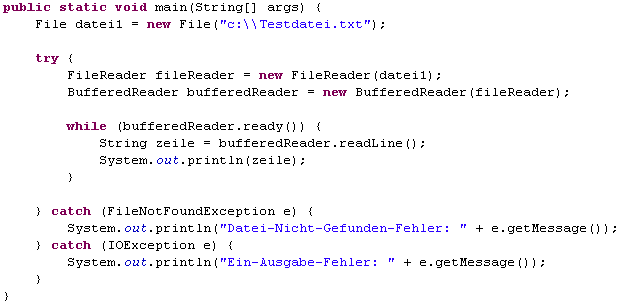 public static void main(String[] args) {
    File datei1 = new File("c:\\Testdatei.txt");

    try {
        FileReader fileReader = new FileReader(datei1);
        BufferedReader bufferedReader = new BufferedReader(fileReader);

        while (bufferedReader.ready()) {
            String zeile = bufferedReader.readLine();
            System.out.println(zeile);
        }

    } catch (FileNotFoundException e) {
        System.out.println("Datei-Nicht-Gefunden-Fehler: " + e.getMessage());
    } catch (IOException e) {
        System.out.println("Ein-Ausgabe-Fehler: " + e.getMessage());
    }
}